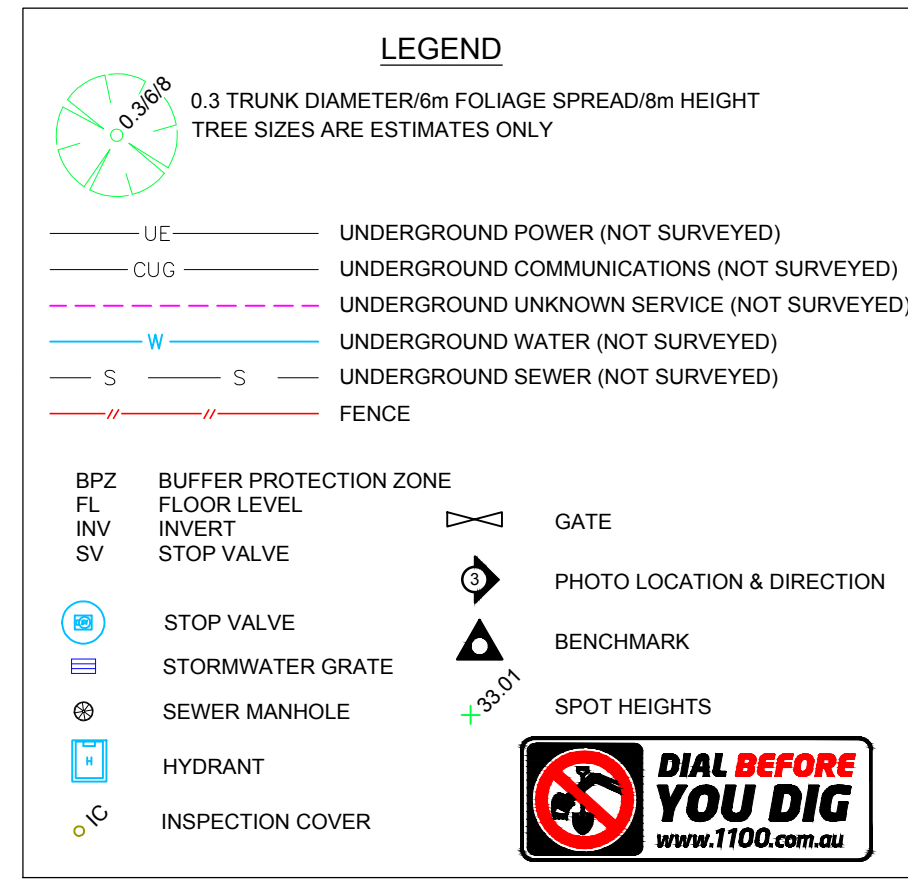 LEGEND
0.3/6/8
0.3 TRUNK DIAMETER/6m FOLIAGE SPREAD/8m HEIGHT
TREE SIZES ARE ESTIMATES ONLY
UE UNDERGROUND POWER (NOT SURVEYED)
CUG UNDERGROUND COMMUNICATIONS (NOT SURVEYED)
UNDERGROUND UNKNOWN SERVICE (NOT SURVEYED)
W UNDERGROUND WATER (NOT SURVEYED)
S S UNDERGROUND SEWER (NOT SURVEYED)
FENCE
BPZ BUFFER PROTECTION ZONE
FL FLOOR LEVEL
INV INVERT
SV STOP VALVE
STOP VALVE
STORMWATER GRATE
SEWER MANHOLE
H HYDRANT
IC INSPECTION COVER
GATE
3 PHOTO LOCATION & DIRECTION
BENCHMARK
33.01 SPOT HEIGHTS
DIAL BEFORE
YOU DIG
www.1100.com.au